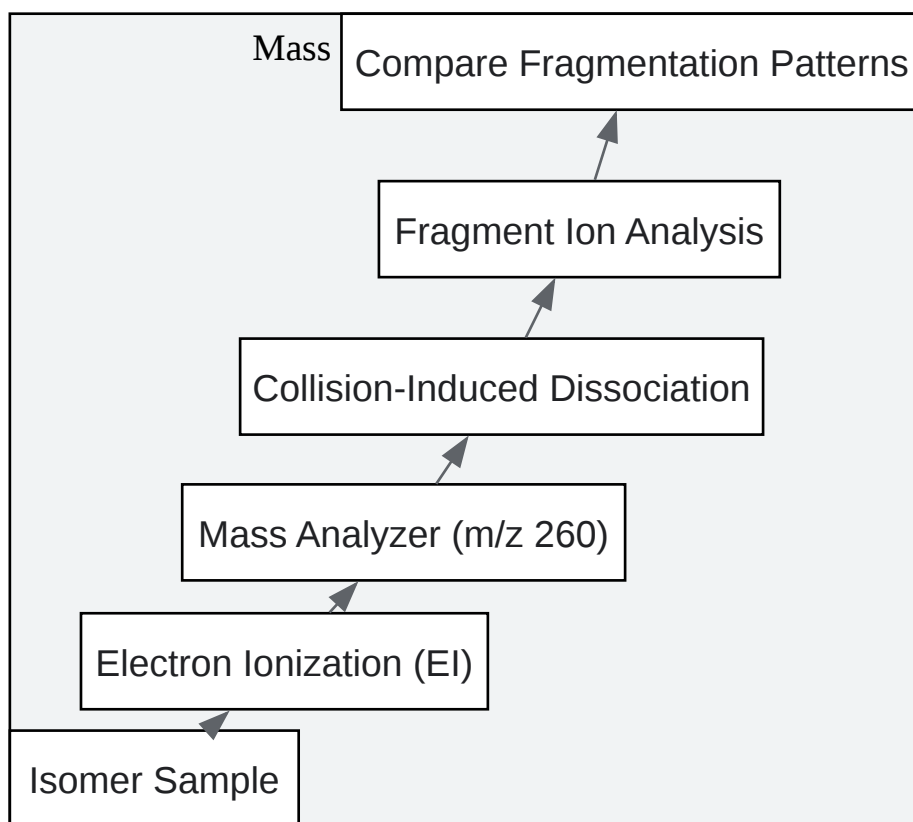 Mass
Compare Fragmentation Patterns
Fragment Ion Analysis
Collision-Induced Dissociation
Mass Analyzer (m/z 260)
Electron Ionization (EI)
Isomer Sample